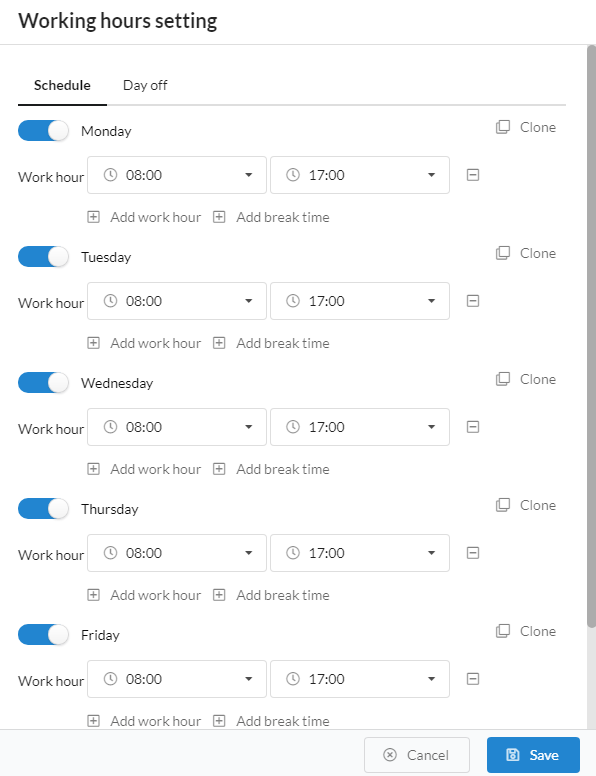 Working hours setting
Schedule Day off
Monday Clone
Work hour 08:00 17:00
Add work hour Add break time
Tuesday Clone
Work hour 08:00 17:00
Add work hour Add break time
Wednesday Clone
Work hour 08:00 17:00
Add work hour Add break time
Thursday Clone
Work hour 08:00 17:00
Add work hour Add break time
Friday Clone
Work hour 08:00 17:00
Add work hour Add break time
Cancel Save